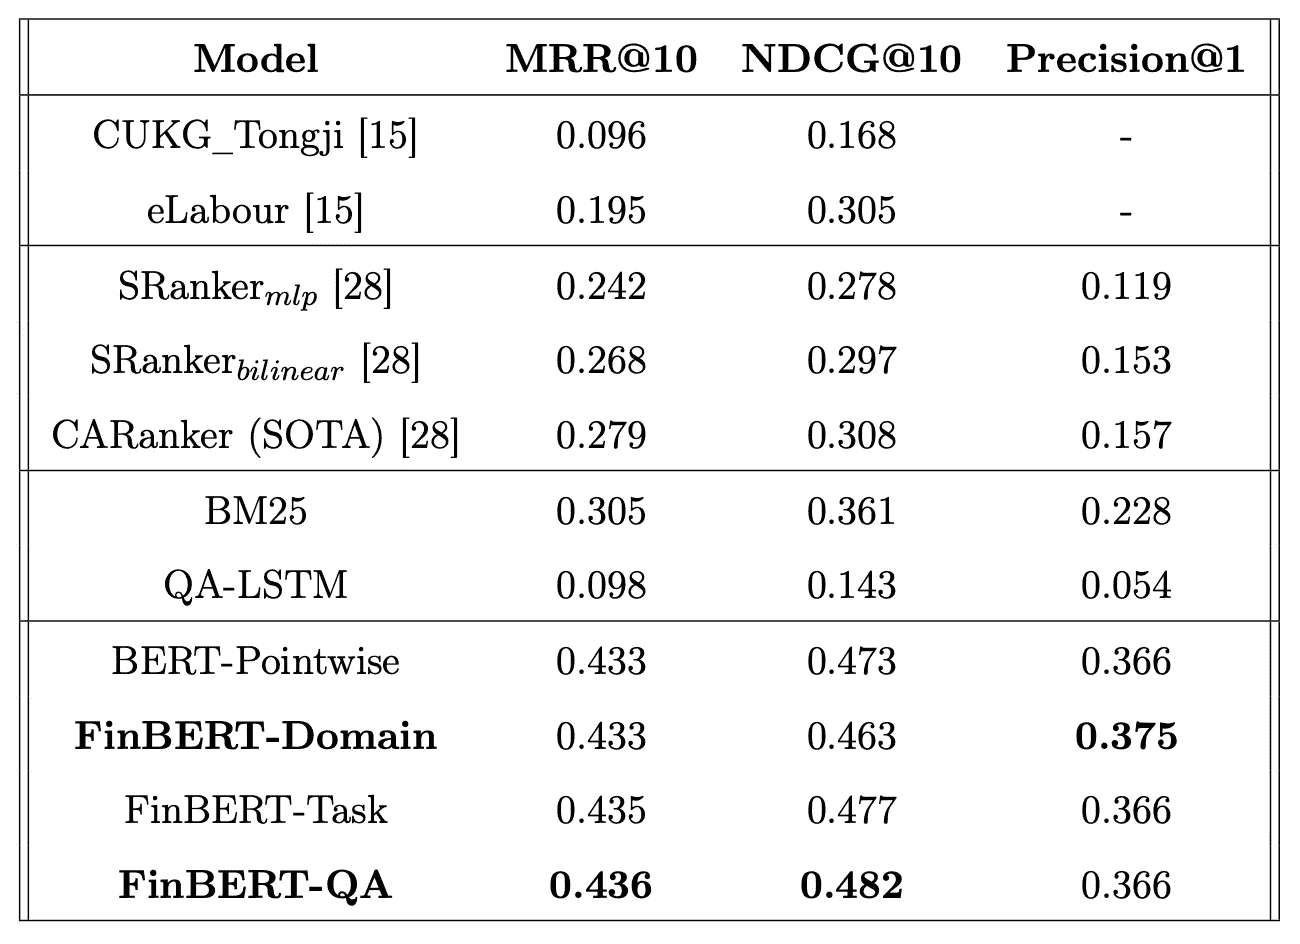 Model MRR@10 NDCG@10 Precision@1
CUKG_Tongji [15] 0.096 0.168 -
eLabour [15] 0.195 0.305 -
SRanker_mlp [28] 0.242 0.278 0.119
SRanker_bilinear [28] 0.268 0.297 0.153
CARanker (SOTA) [28] 0.279 0.308 0.157
BM25 0.305 0.361 0.228
QA-LSTM 0.098 0.143 0.054
BERT-Pointwise 0.433 0.473 0.366
FinBERT-Domain 0.433 0.463 0.375
FinBERT-Task 0.435 0.477 0.366
FinBERT-QA 0.436 0.482 0.366